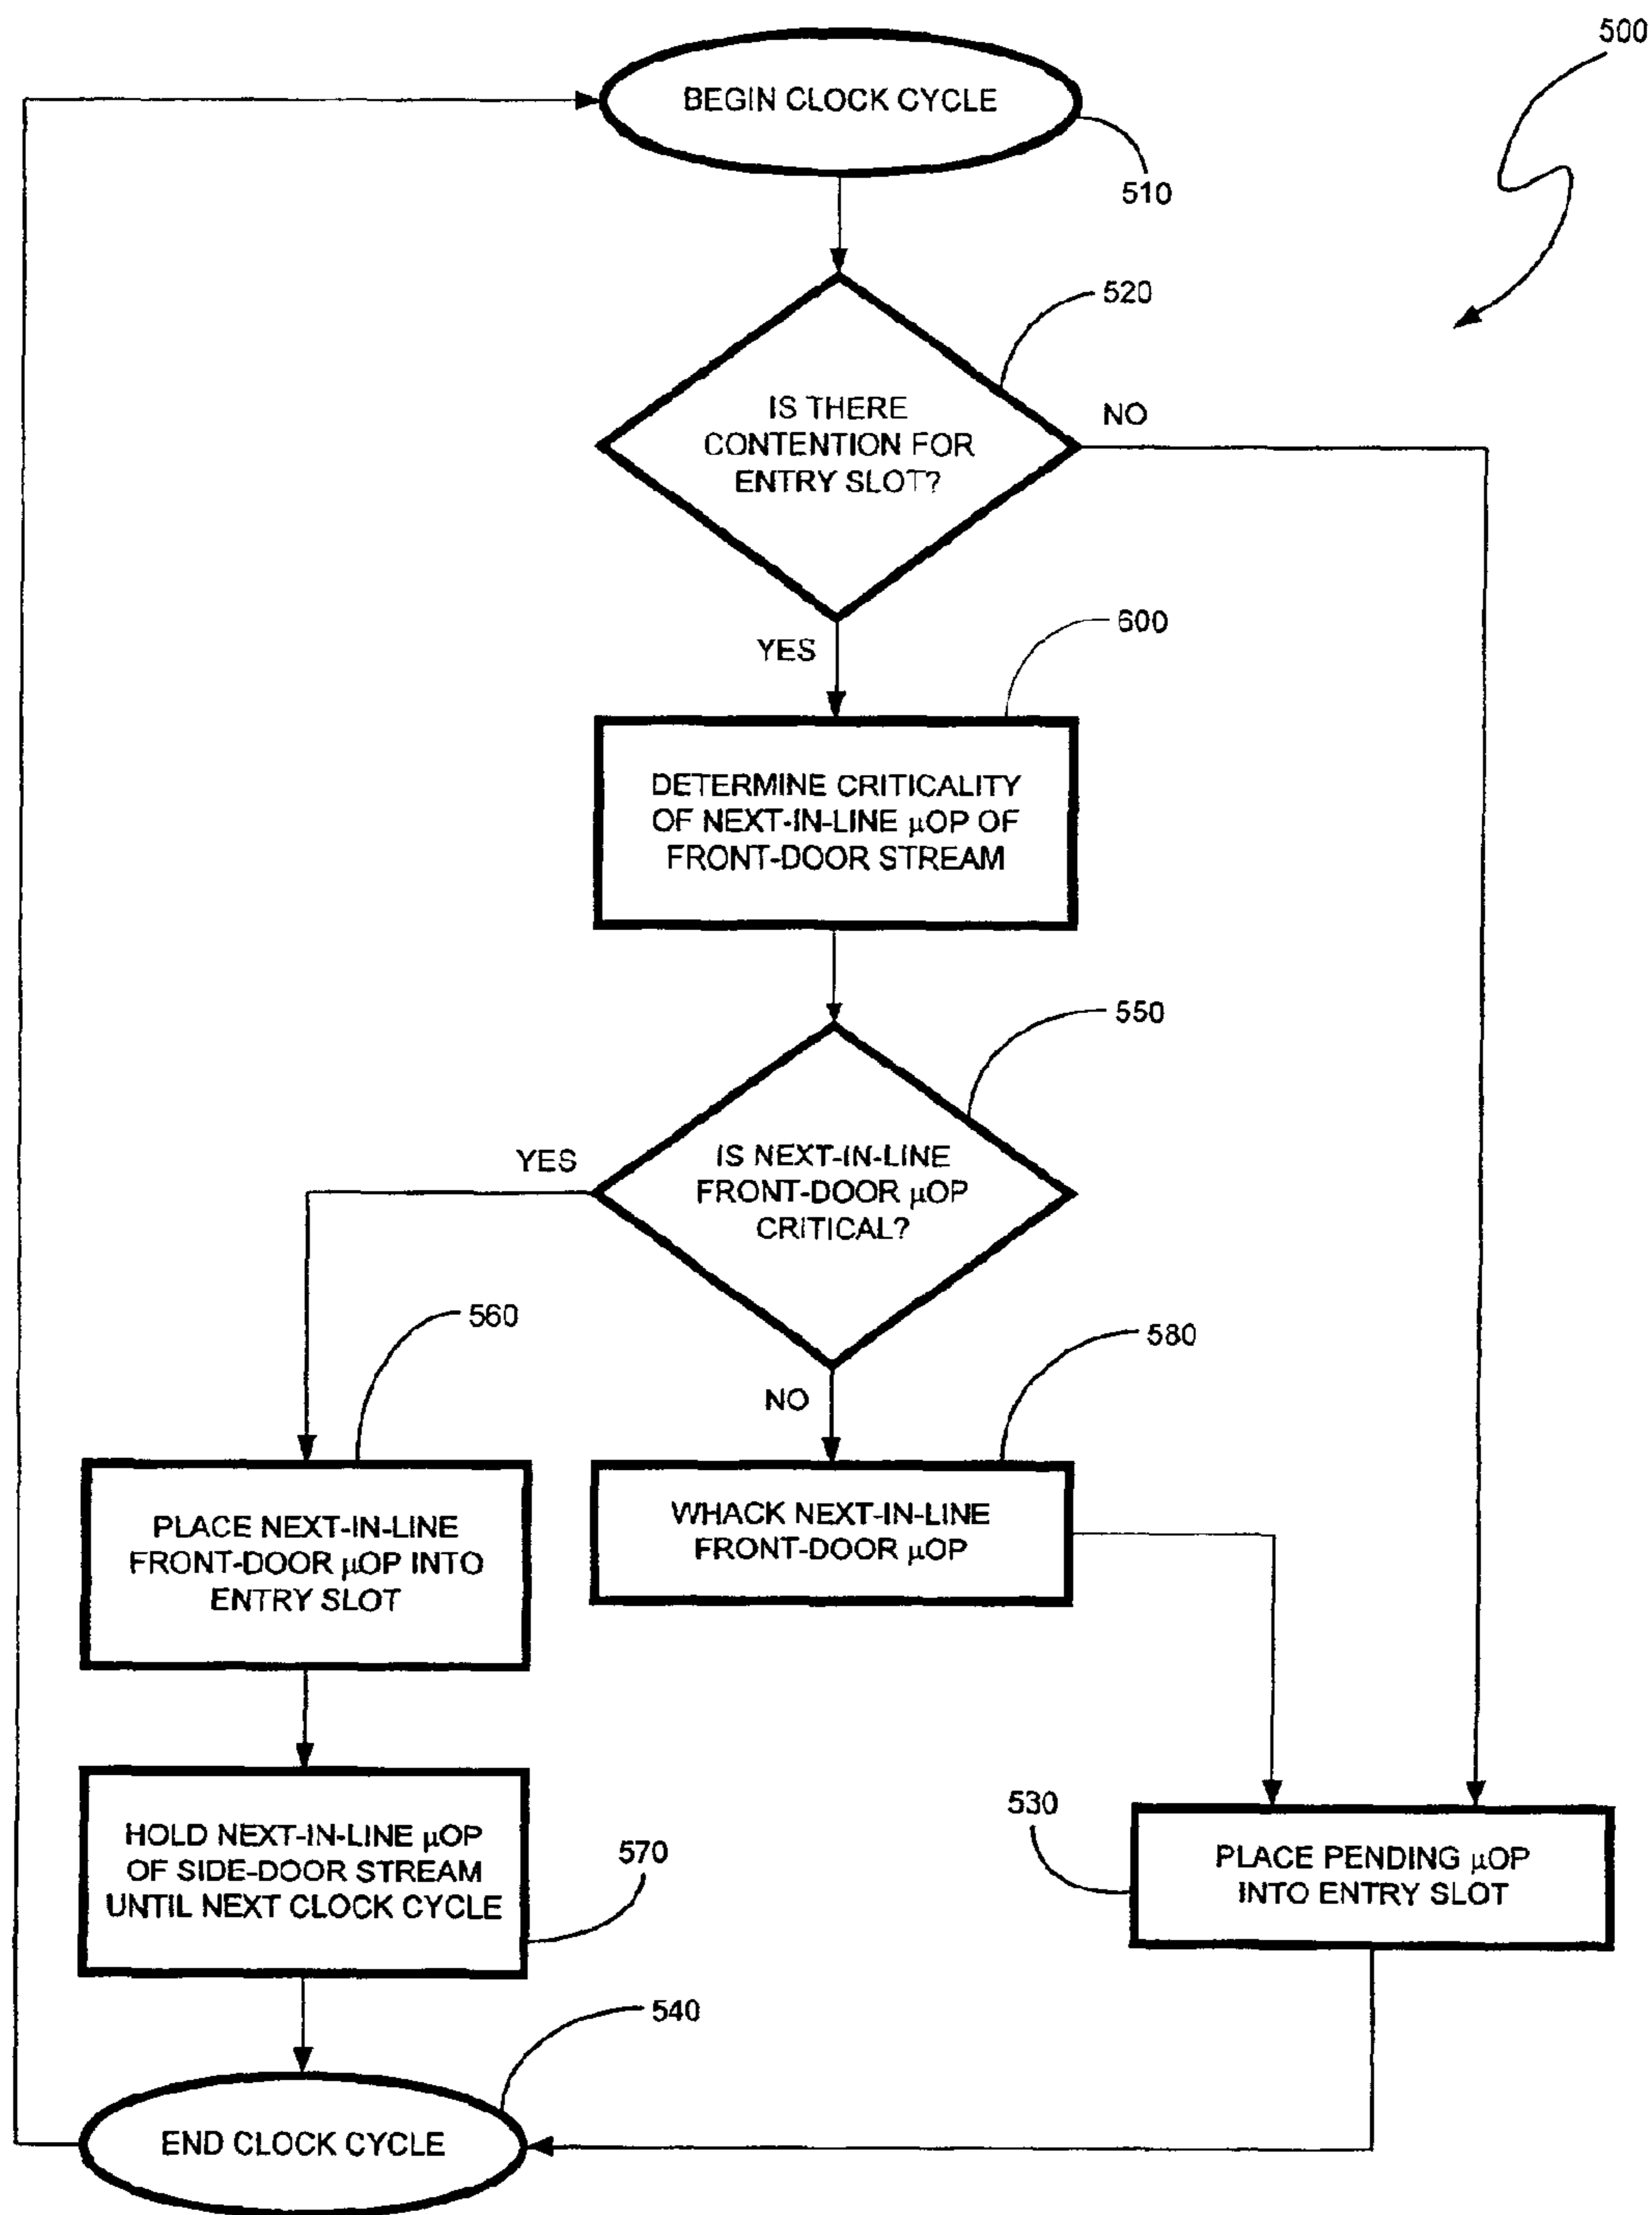 500
BEGIN CLOCK CYCLE
510
520
IS THERE
CONTENTION FOR
ENTRY SLOT?
NO
YES
600
DETERMINE CRITICALITY
OF NEXT-IN-LINE µOP OF
FRONT-DOOR STREAM
550
YES
IS NEXT-IN-LINE
FRONT-DOOR µOP
CRITICAL?
560
580
NO
PLACE NEXT-IN-LINE
FRONT-DOOR µOP INTO
ENTRY SLOT
WHACK NEXT-IN-LINE
FRONT-DOOR µOP
530
PLACE PENDING µOP
INTO ENTRY SLOT
HOLD NEXT-IN-LINE µOP
OF SIDE-DOOR STREAM
UNTIL NEXT CLOCK CYCLE
570
540
END CLOCK CYCLE